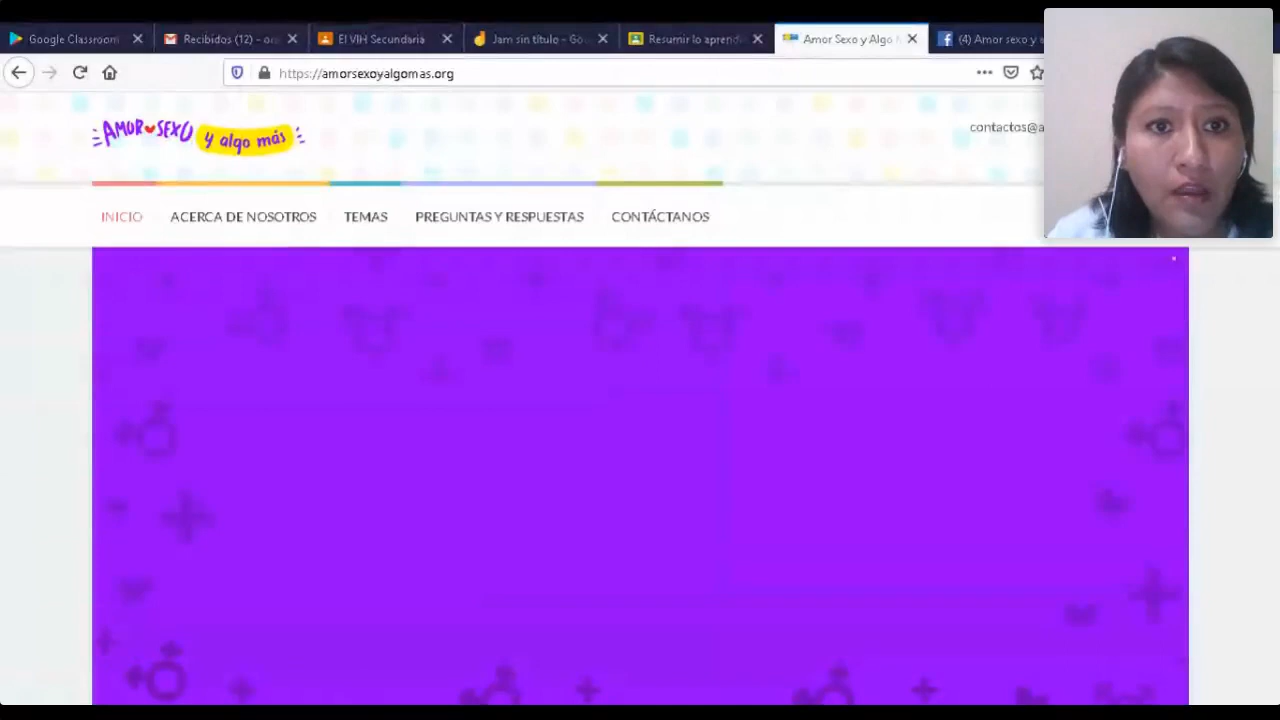 Google Classroom
Recibidos (12) -
El VIH Secundaria
Jam sin título -
Resumir lo
Amor Sexo y Algo
(4) Amor sexo y
https://amorsexoyalgomas.org
AMOR SEXO y algo más
contactos@a
INICIO ACERCA DE NOSOTROS TEMAS PREGUNTAS Y RESPUESTAS CONTÁCTANOS